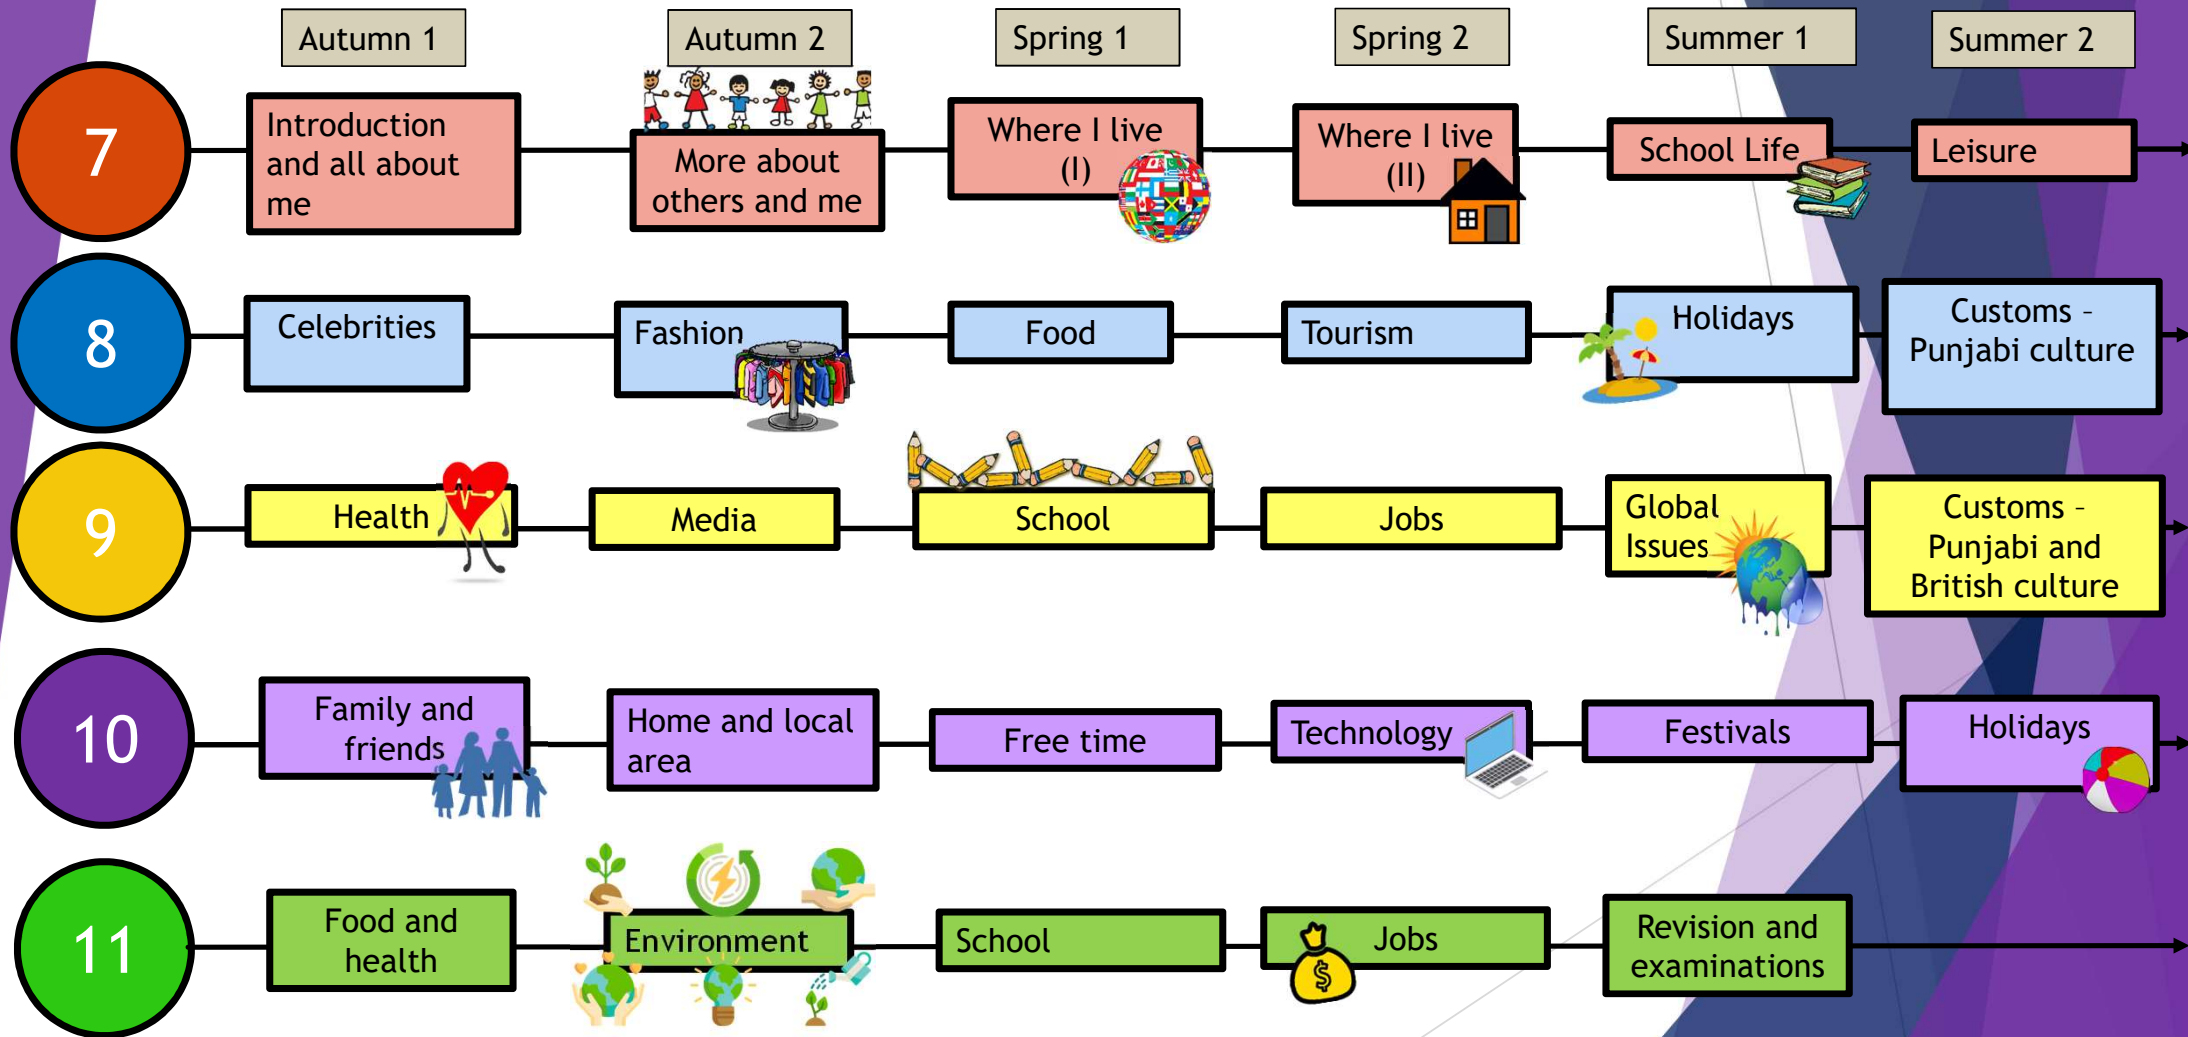 Autumn 1
Autumn 2
Spring 1
Spring 2
Summer 1
Summer 2
7
Introduction
and all about
me
More about
others and me
Where I live
(I)
Where I live
(II)
School Life
Leisure
8
Celebrities
Fashion
Food
Tourism
Holidays
Customs –
Punjabi culture
9
Health
Media
School
Jobs
Global
Issues
Customs –
Punjabi and
British culture
10
Family and
friends
Home and local
area
Free time
Technology
Festivals
Holidays
11
Food and
health
Environment
School
$
Jobs
Revision and
examinations